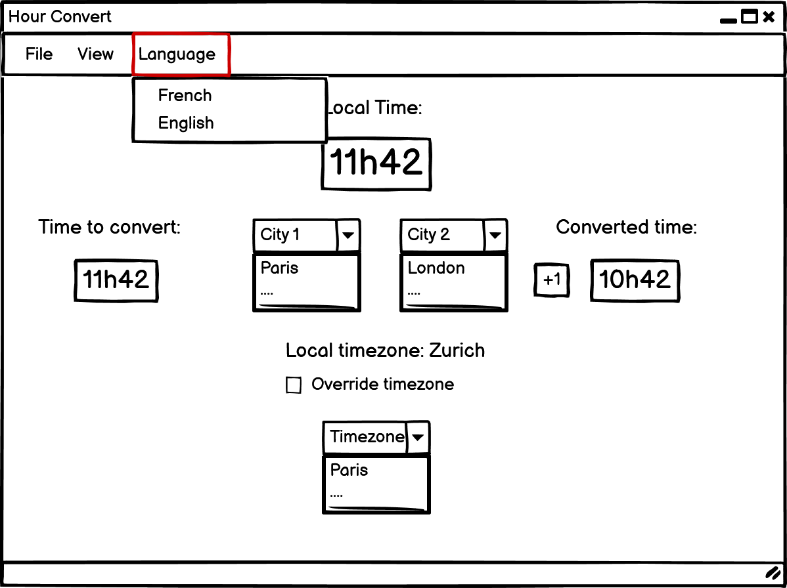 Hour Convert
File View Language
French
English
Local Time:
11h42
Time to convert:
11h42
City 1
Paris
....
City 2
London
....
Converted time:
+1
10h42
Local timezone: Zurich
Override timezone
Timezone
Paris
....